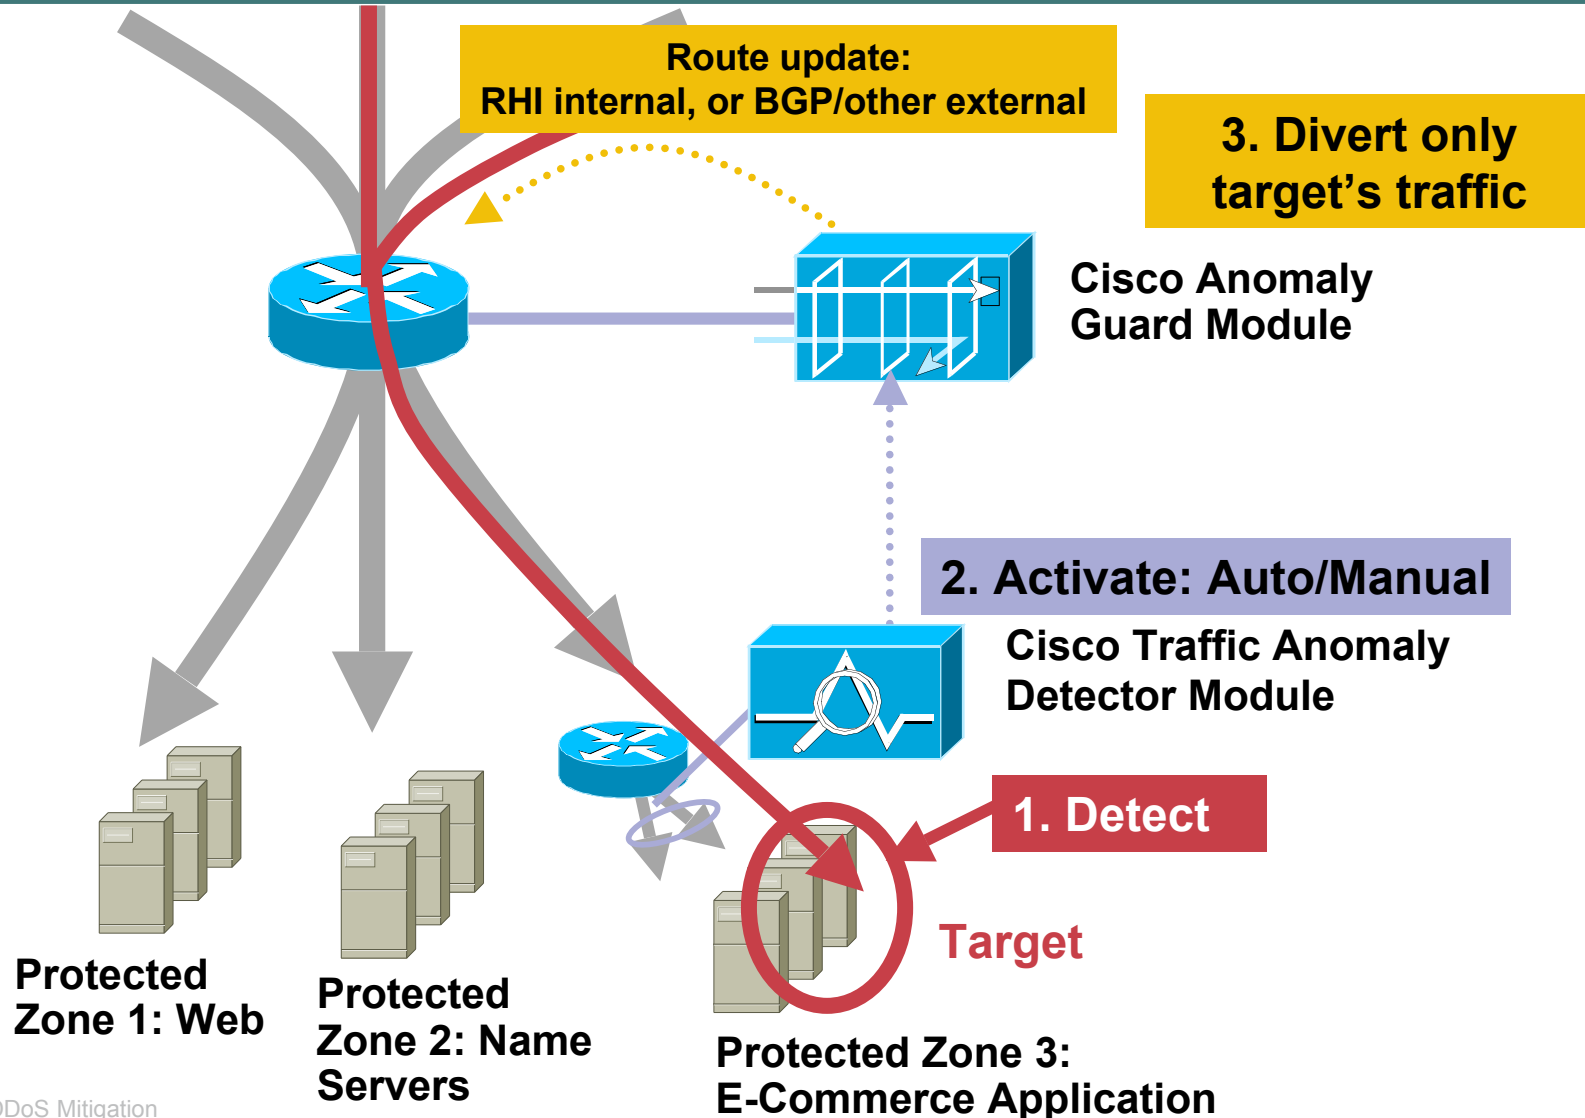 Route update:
RHI internal, or BGP/other external
3. Divert only
target's traffic
Cisco Anomaly
Guard Module
2. Activate: Auto/Manual
Cisco Traffic Anomaly
Detector Module
1. Detect
Target
Protected
Zone 1: Web
Protected
Zone 2: Name
Servers
Protected Zone 3:
E-Commerce Application
DDoS Mitigation